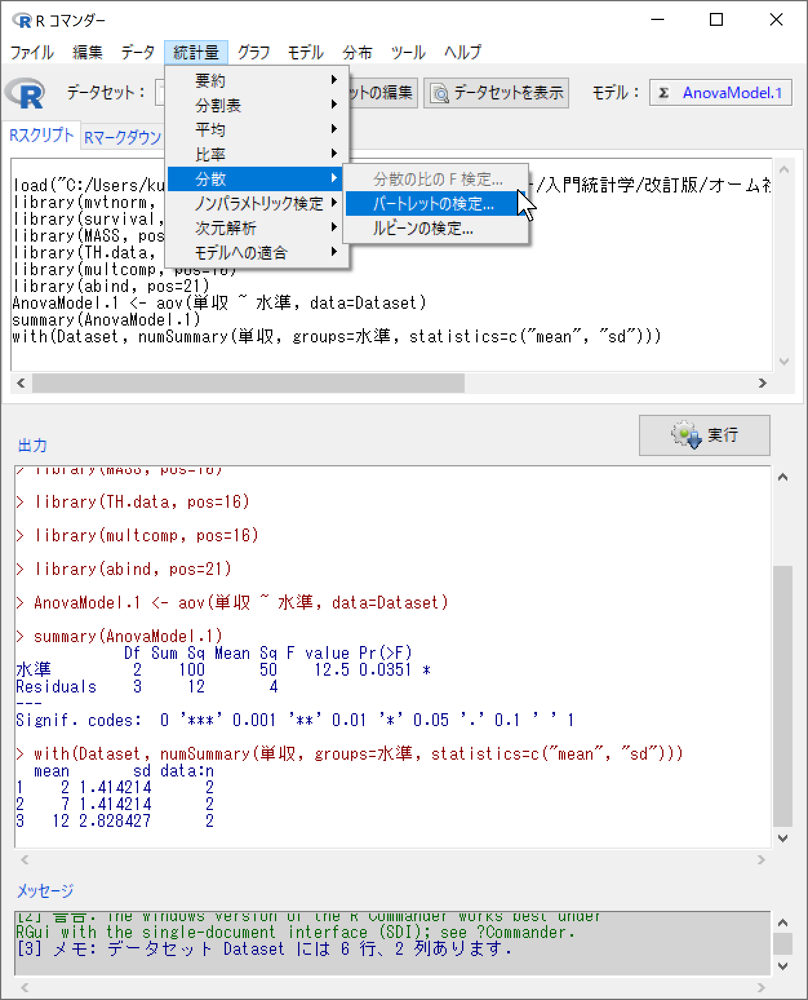 R コマンダー
ファイル 編集 データ 統計量 グラフ モデル 分布 ツール ヘルプ
データセット： ットの編集 データセットを表示 モデル： Σ AnovaModel.1
Rスクリプト Rマークダウン
要約
分割表
平均
比率
分散
ノンパラメトリック検定
次元解析
モデルへの適合
分散の比の F 検定...
バートレットの検定...
ルビーンの検定...
load("C:/Users/ku /入門統計学/改訂版/オーム社
library(mvtnorm,
library(survival,
library(MASS, pos
library(TH.data,
library(multcomp, pos=16)
library(abind, pos=21)
AnovaModel.1 <- aov(単収 ~ 水準, data=Dataset)
summary(AnovaModel.1)
with(Dataset, numSummary(単収, groups=水準, statistics=c("mean", "sd")))
実行
出力
> library(MASS, pos=16)
> library(TH.data, pos=16)
> library(multcomp, pos=16)
> library(abind, pos=21)
> AnovaModel.1 <- aov(単収 ~ 水準, data=Dataset)
> summary(AnovaModel.1)
Df Sum Sq Mean Sq F value Pr(>F)
水準 2 100 50 12.5 0.0351 *
Residuals 3 12 4
---
Signif. codes: 0 '***' 0.001 '**' 0.01 '*' 0.05 '.' 0.1 ' ' 1
> with(Dataset, numSummary(単収, groups=水準, statistics=c("mean", "sd")))
mean sd data:n
1 2 1.414214 2
2 7 1.414214 2
3 12 2.828427 2
メッセージ
[2] 警告: The Windows version of the R Commander works best under
RGui with the single-document interface (SDI); see ?Commander.
[3] メモ: データセット Dataset には 6 行、2 列あります.